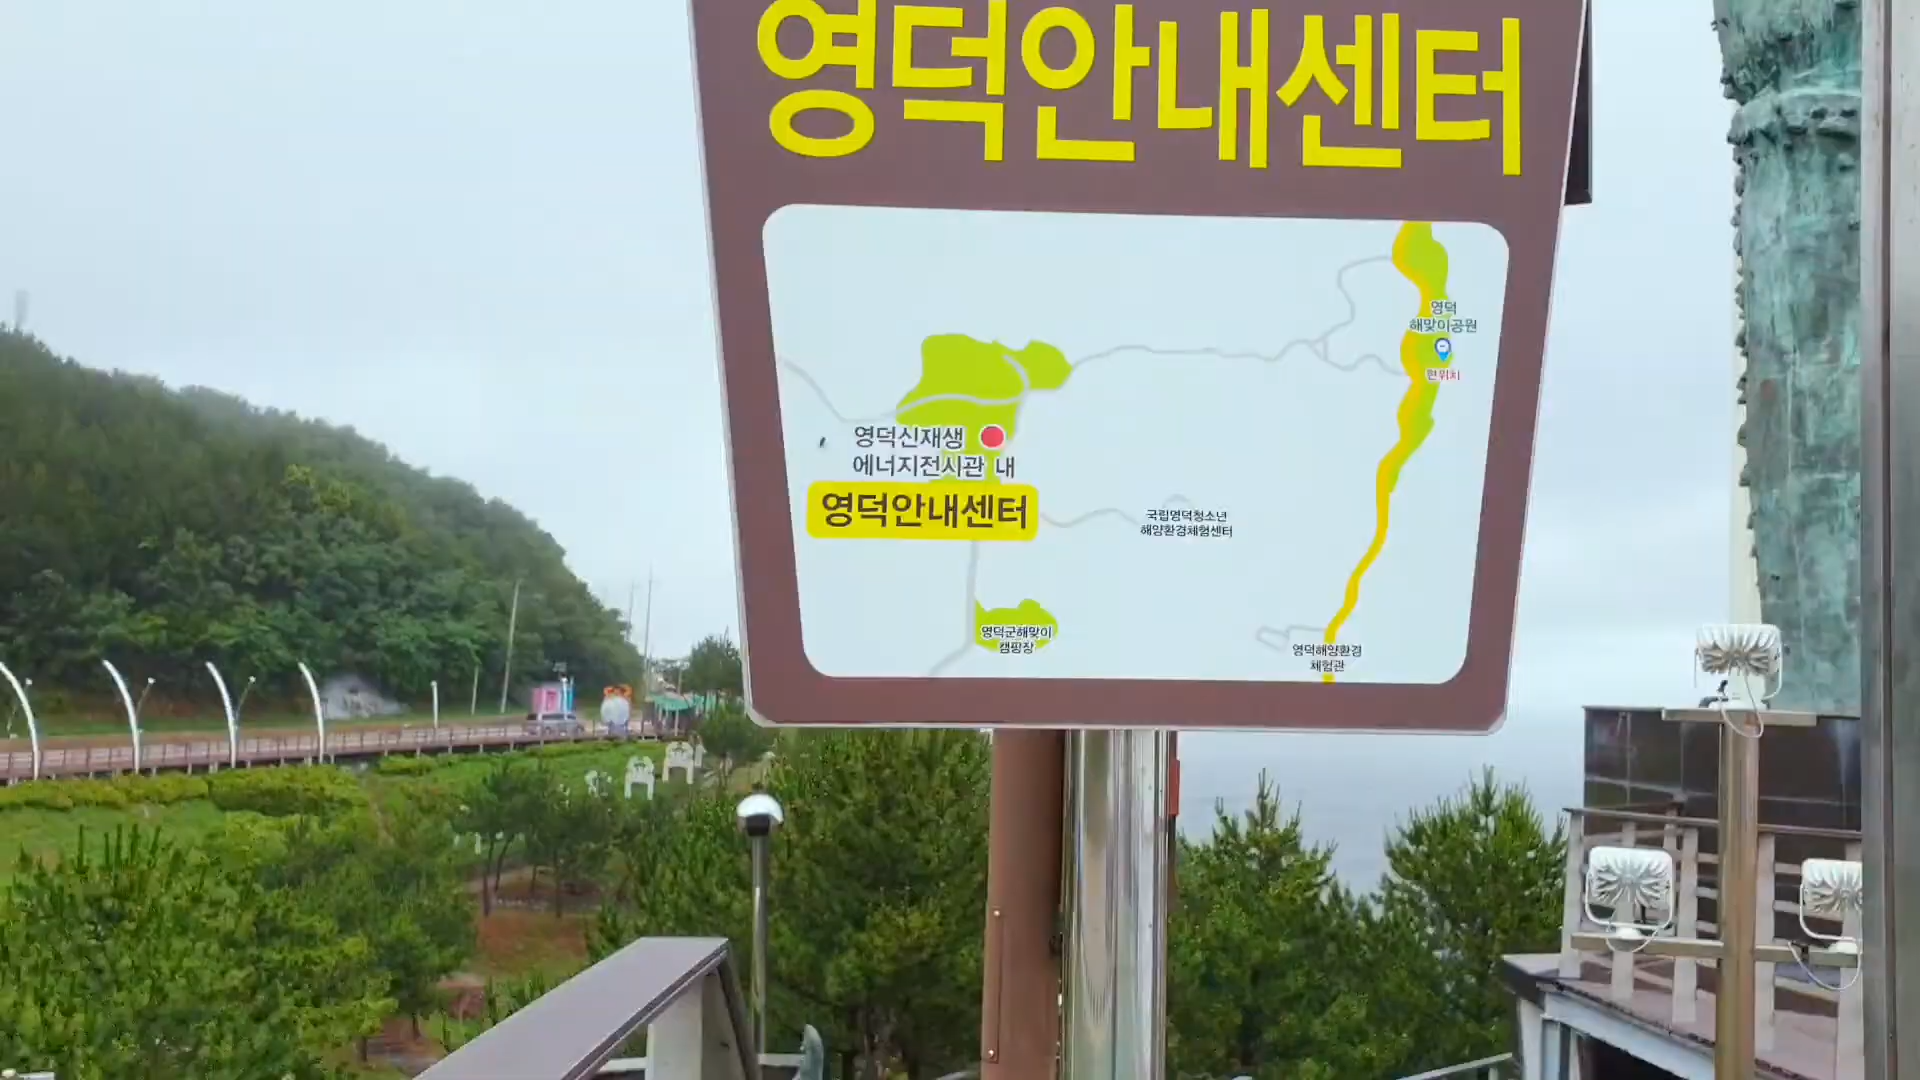 영덕안내센터
영덕
해맞이공원
현위치
영덕신재생
에너지전시관 내
영덕안내센터
국립영덕청소년
해양환경체험센터
영덕군해맞이
캠핑장
영덕해양환경
체험관